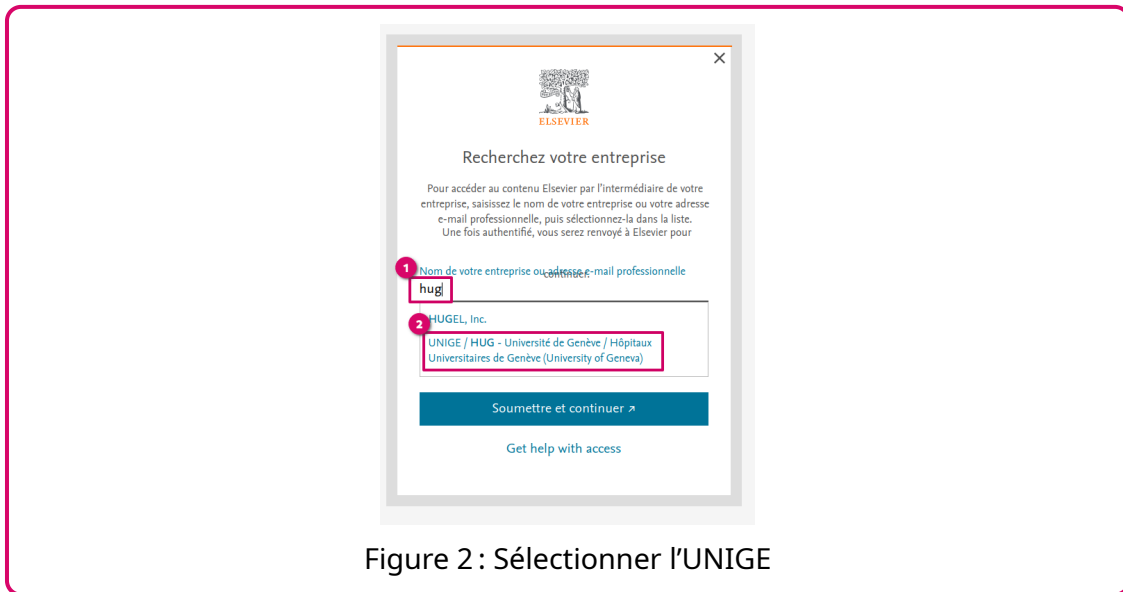 ELSEVIER
Recherchez votre entreprise
Pour accéder au contenu Elsevier par l'intermédiaire de votre
entreprise, saisissez le nom de votre entreprise ou votre adresse
e-mail professionnelle, puis sélectionnez-la dans la liste.
Une fois authentifié, vous serez renvoyé à Elsevier pour
continuer.
1
Nom de votre entreprise ou adresse e-mail professionnelle
hug
HUGEL, Inc.
2
UNIGE / HUG - Université de Genève / Hôpitaux
Universitaires de Genève (University of Geneva)
Soumettre et continuer ↗
Get help with access
Figure 2 : Sélectionner l’UNIGE